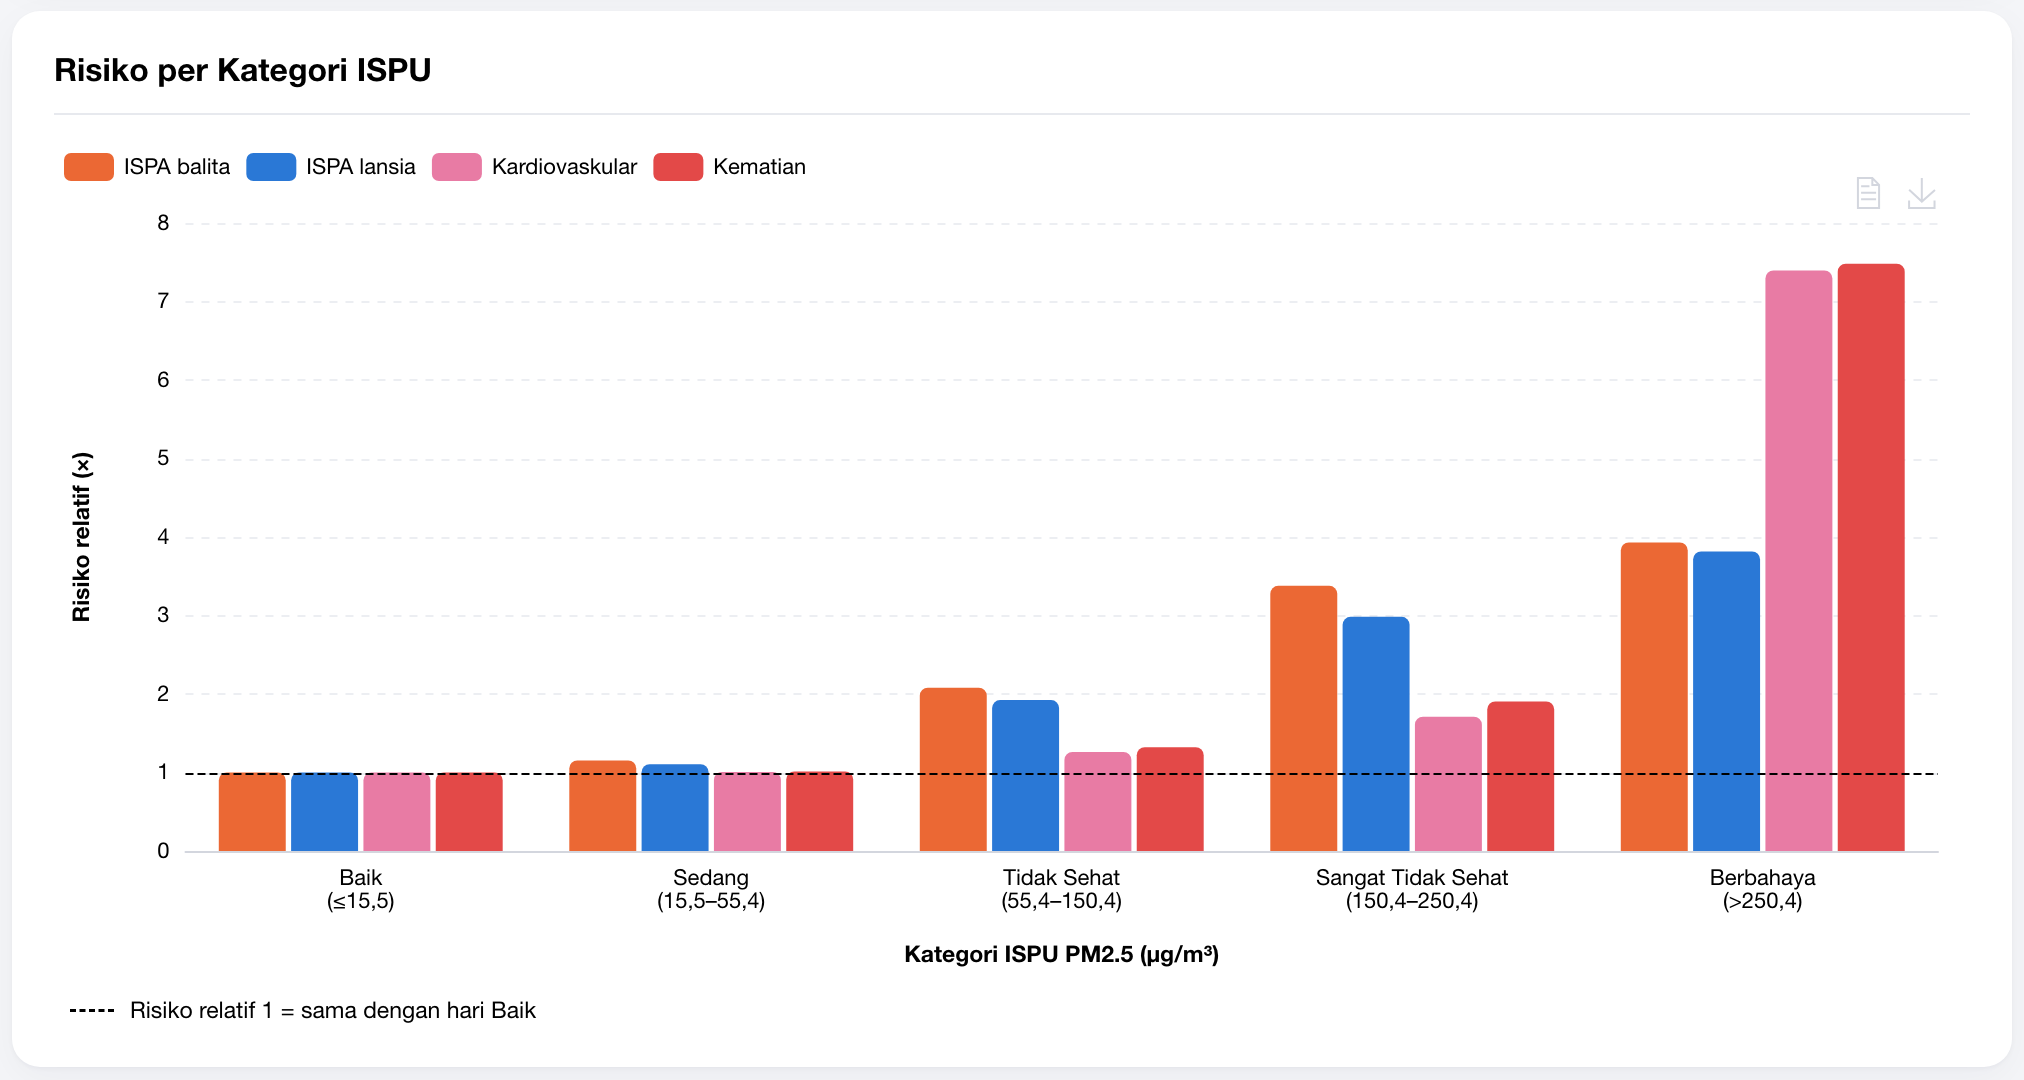 Risiko per Kategori ISPU
ISPA balita
ISPA lansia
Kardiovaskular
Kematian
8
7
6
5
4
3
2
1
0
Risiko relatif (×)
Baik
(≤15,5)
Sedang
(15,5–55,4)
Tidak Sehat
(55,4–150,4)
Sangat Tidak Sehat
(150,4–250,4)
Berbahaya
(>250,4)
Kategori ISPU PM2.5 (µg/m³)
Risiko relatif 1 = sama dengan hari Baik